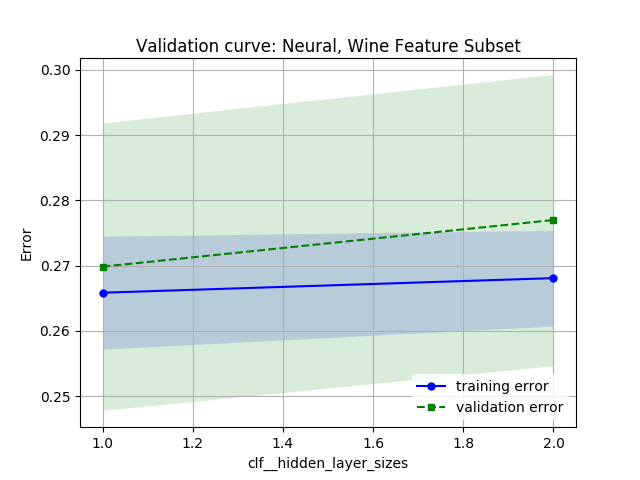 Validation curve: Neural, Wine Feature Subset
0.30
0.29
0.28
0.27
0.26
0.25
Error
1.0 1.2 1.4 1.6 1.8 2.0
clf__hidden_layer_sizes
training error
validation error